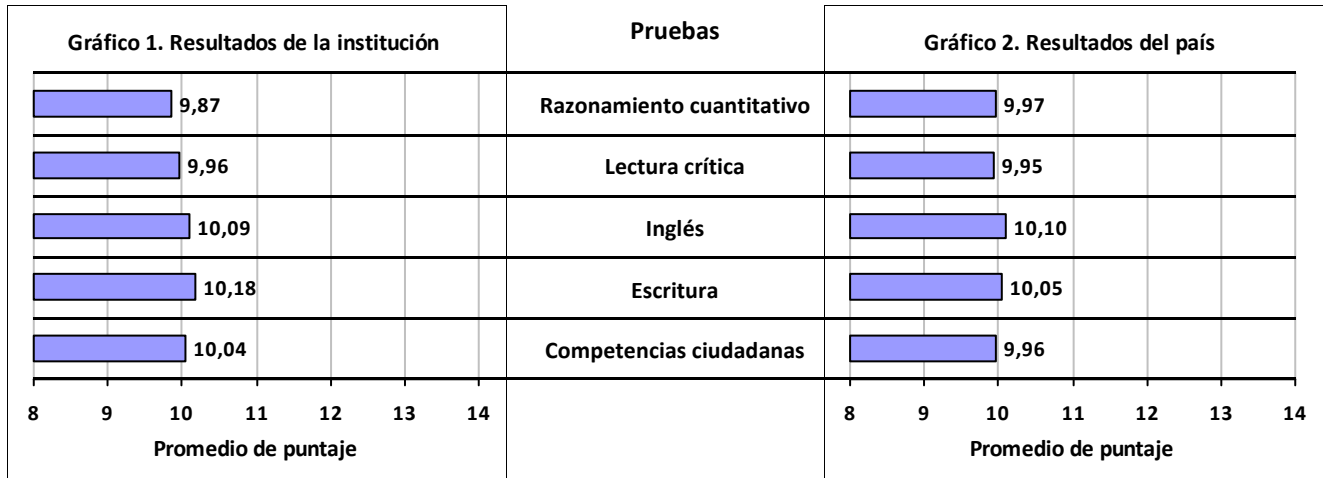 Pruebas
Gráfico 1. Resultados de la institución
Gráfico 2. Resultados del país
9,87
Razonamiento cuantitativo
9,97
9,96
Lectura crítica
9,95
10,09
Inglés
10,10
10,18
Escritura
10,05
10,04
Competencias ciudadanas
9,96
8 9 10 11 12 13 14
8 9 10 11 12 13 14
Promedio de puntaje
Promedio de puntaje